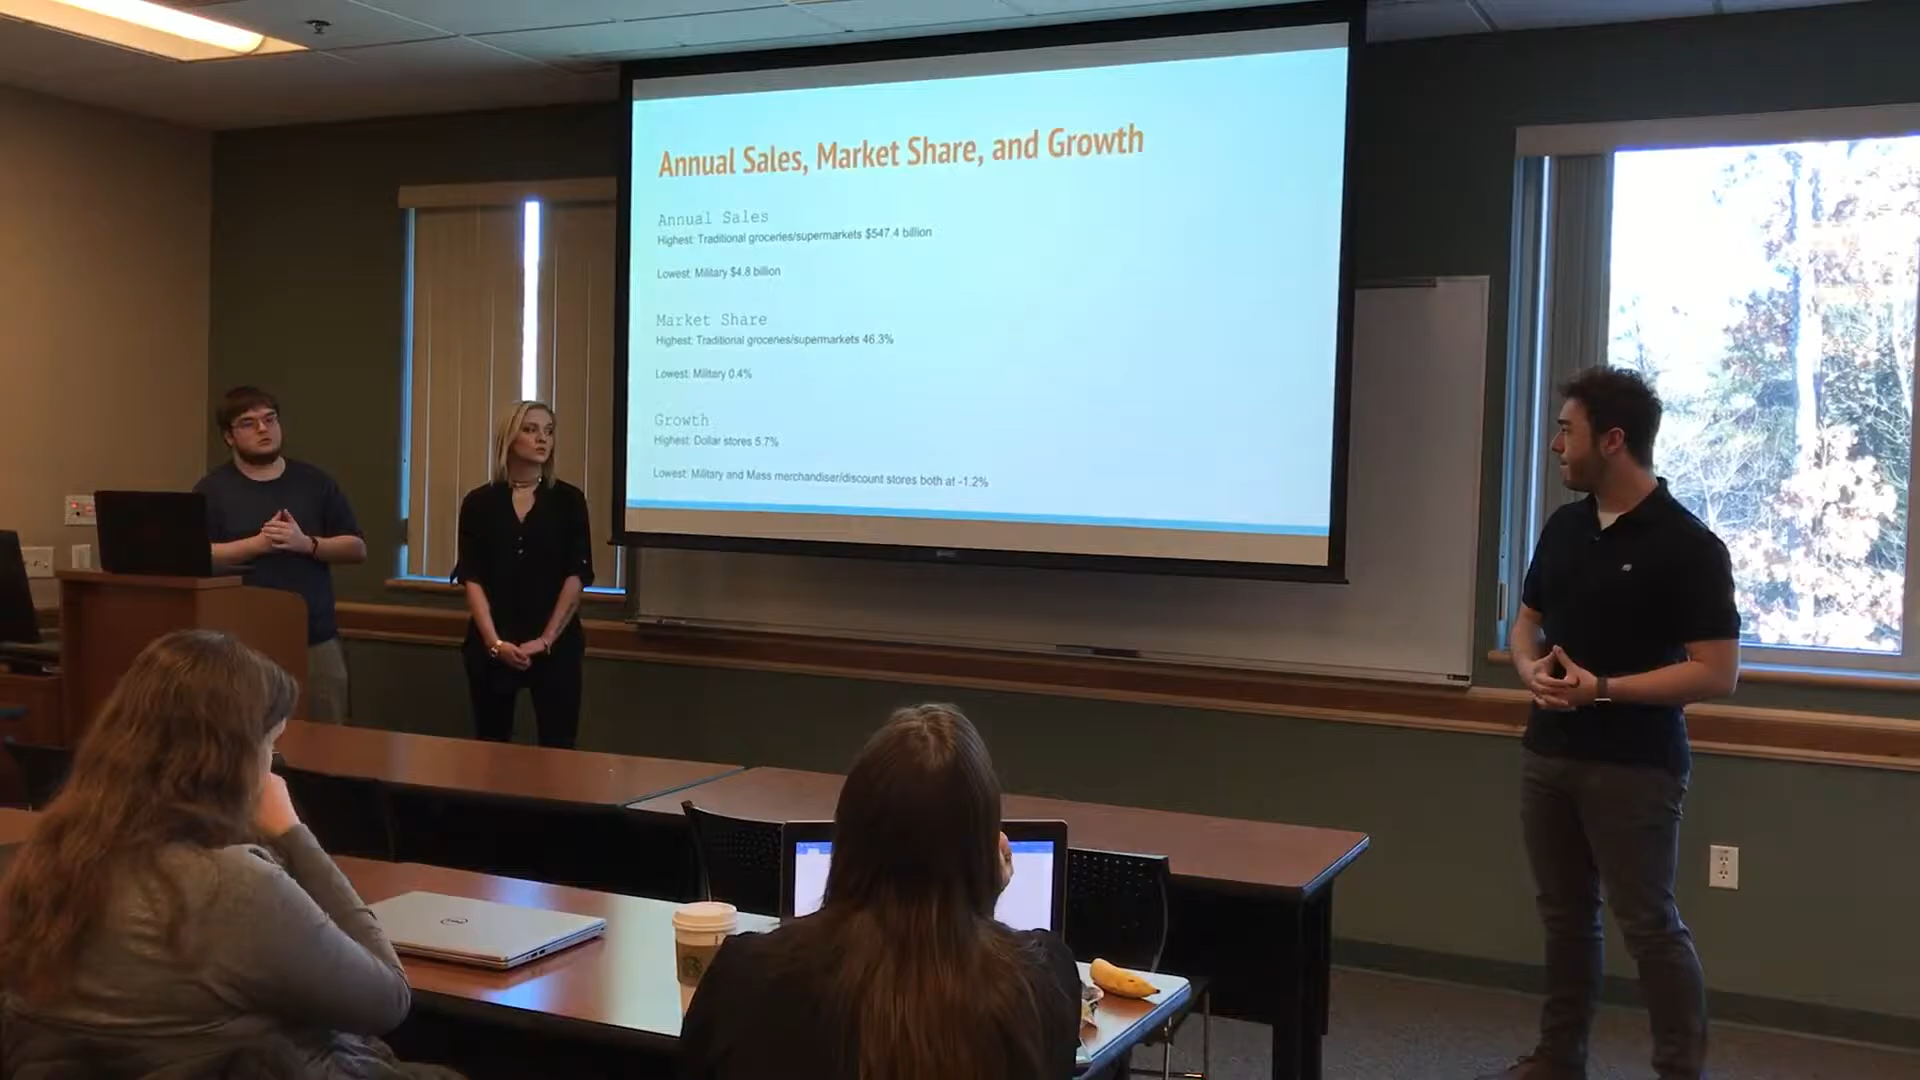 Annual Sales, Market Share, and Growth
Annual Sales
Highest: Traditional groceries/supermarkets $547.4 billion
Lowest: Military $4.8 billion
Market Share
Highest: Traditional groceries/supermarkets 46.3%
Lowest: Military 0.4%
Growth
Highest: Dollar stores 5.7%
Lowest: Military and Mass merchandiser/discount stores both at -1.2%
DELL